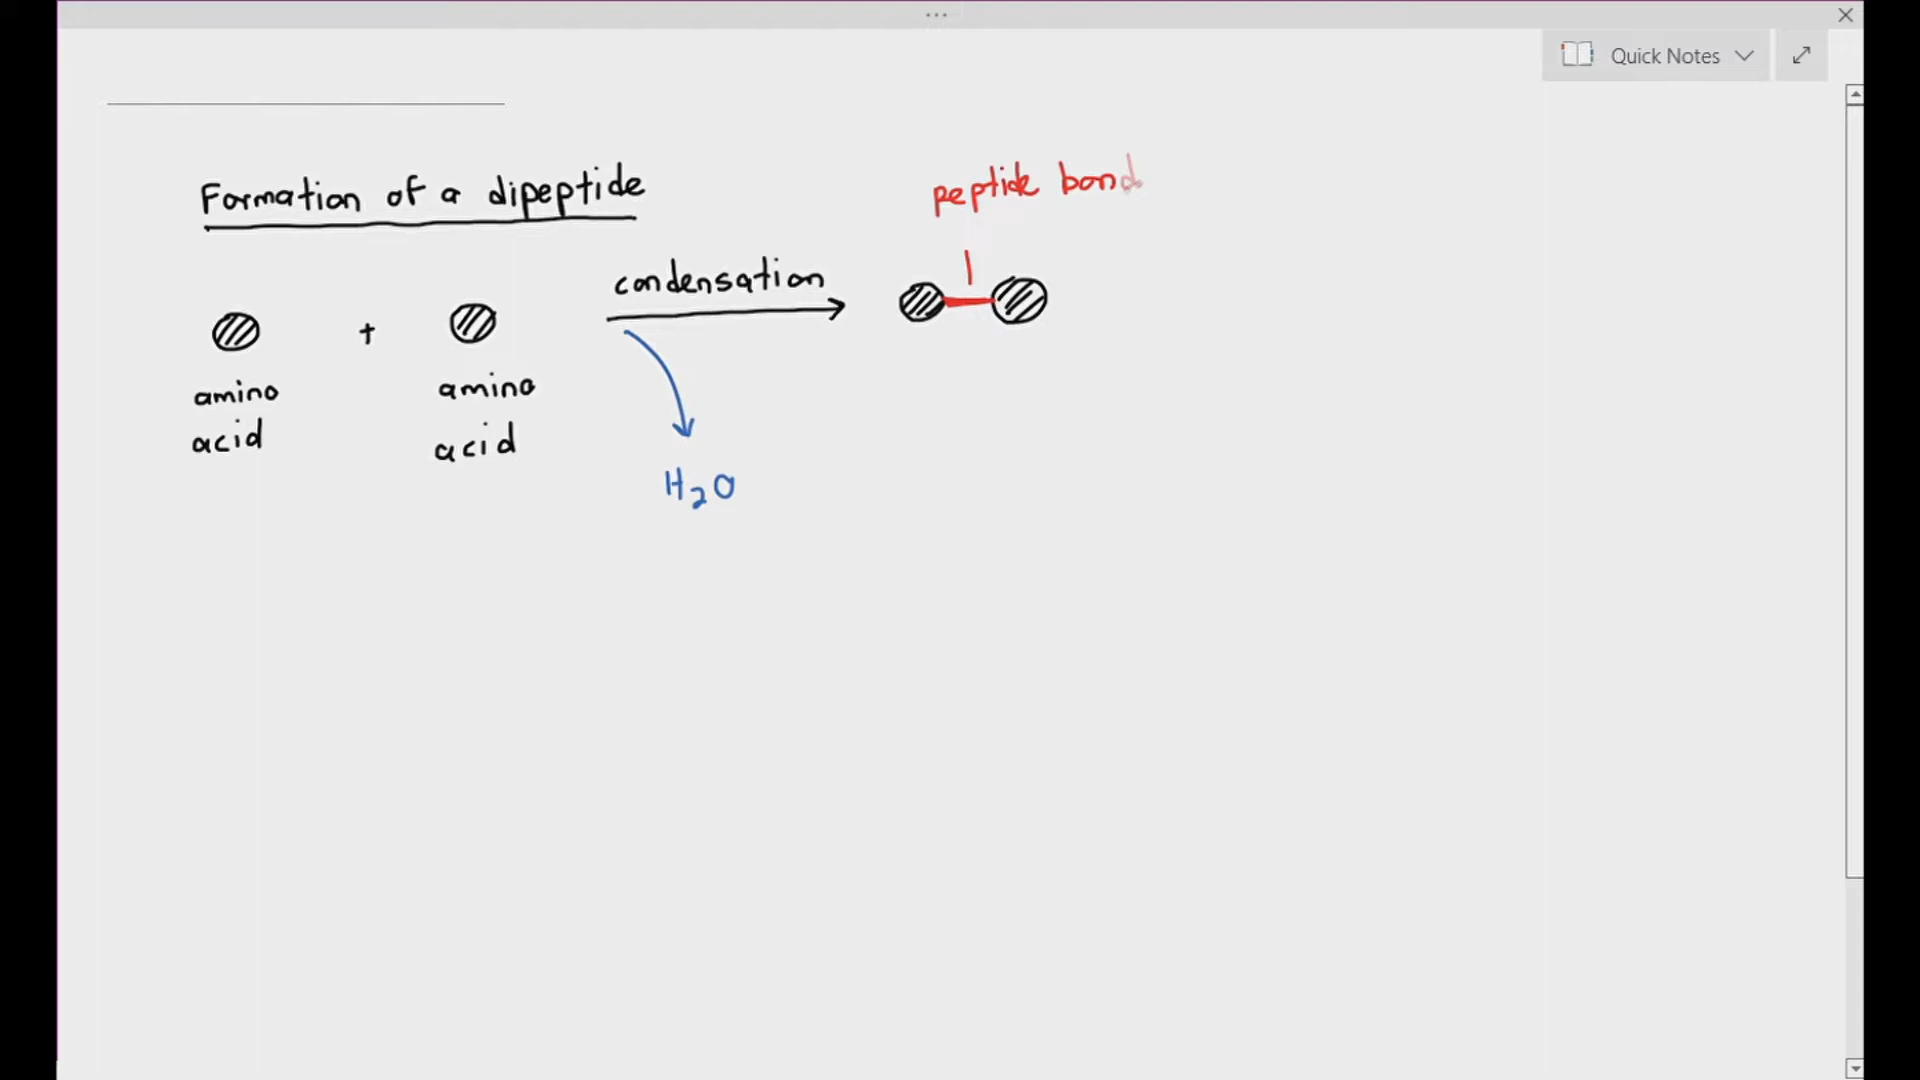 Quick Notes
Formation of a dipeptide
peptide bond
condensation
+
amino
acid
amino
acid
H₂O